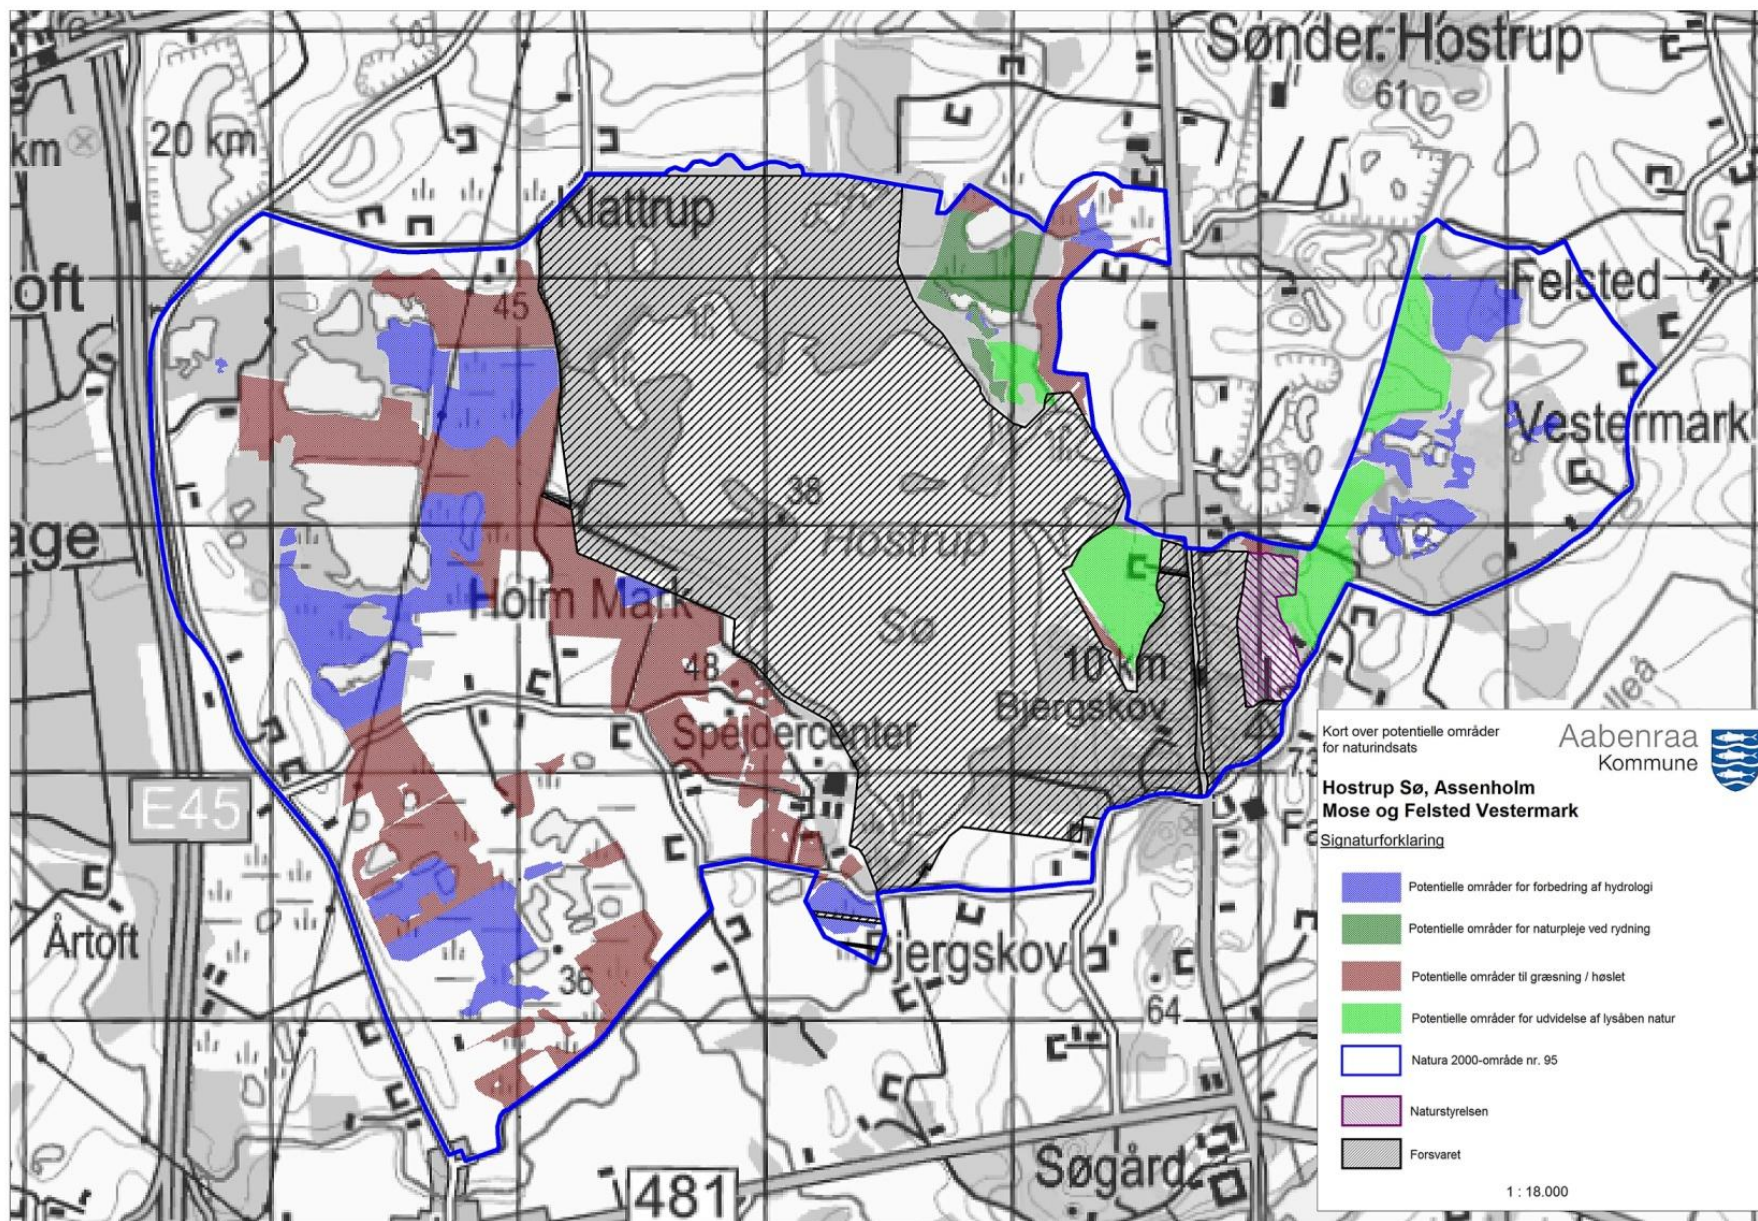 Sønder Hostrup
61
20 km
km
Klattrup
oft
45
Felsted
10
Vestermark
38
Hostrup
Sø
age
Holm Mark
48
10 km
Bjergskov
Spejdercenter
lleå
73
E45
Fa
Årtoft
36
Bjergskov
64
Søgård
481
Kort over potentielle områder
for naturindsats
Aabenraa
Kommune
Hostrup Sø, Assenholm
Mose og Felsted Vestermark
Signaturforklaring
Potentielle områder for forbedring af hydrologi
Potentielle områder for naturpleje ved rydning
Potentielle områder til græsning / høslet
Potentielle områder for udvidelse af lysåben natur
Natura 2000-område nr. 95
Naturstyrelsen
Forsvaret
1 : 18.000